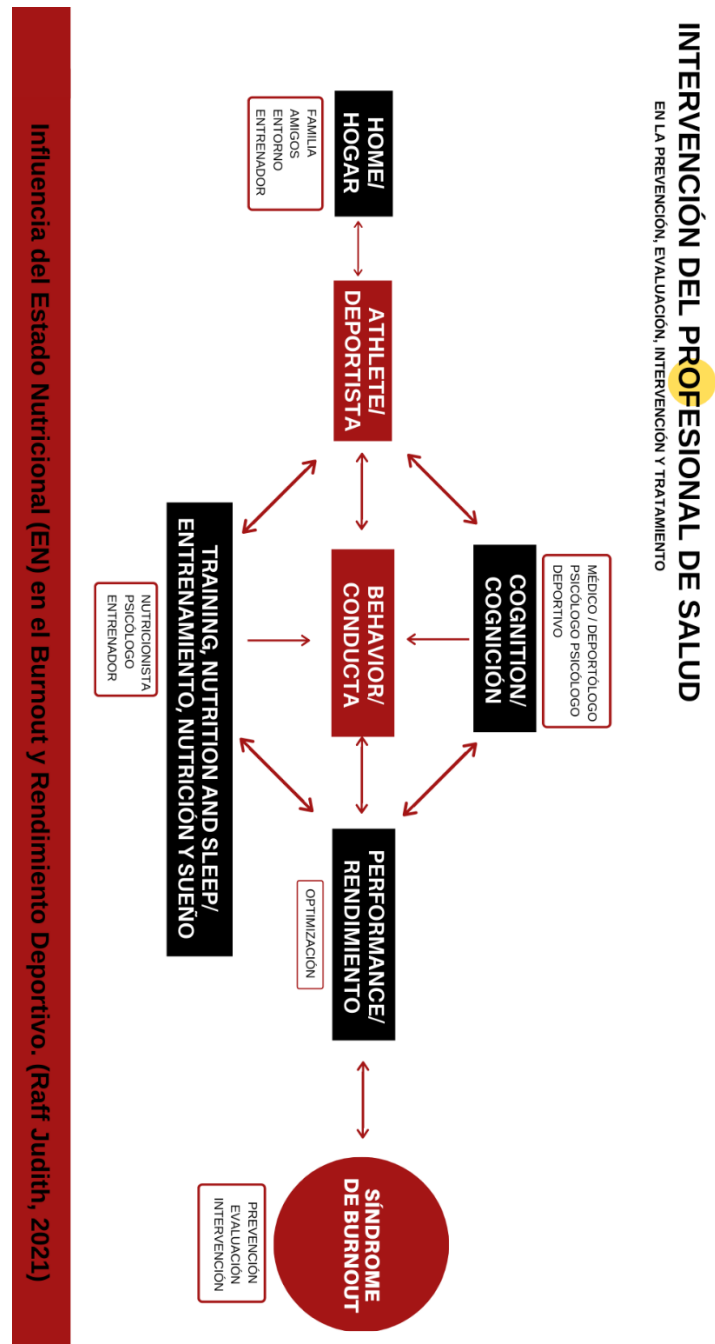 INTERVENCIÓN DEL PROFESIONAL DE SALUD
EN LA PREVENCIÓN, EVALUACIÓN, INTERVENCIÓN Y TRATAMIENTO
MÉDICO / DEPORTÓLOGO
PSICÓLOGO PSICÓLOGO
DEPORTIVO
COGNITION/
COGNICIÓN
HOME/
HOGAR
FAMILIA
AMIGOS
ENTORNO
ENTRENADOR
ATHLETE/
DEPORTISTA
BEHAVIOR/
CONDUCTA
PERFORMANCE/
RENDIMIENTO
OPTIMIZACIÓN
SÍNDROME
DE BURNOUT
PREVENCIÓN
EVALUACIÓN
INTERVENCIÓN
TRAINING, NUTRITION AND SLEEP/
ENTRENAMIENTO, NUTRICIÓN Y SUEÑO
NUTRICIONISTA
PSICÓLOGO
ENTRENADOR
Influencia del Estado Nutricional (EN) en el Burnout y Rendimiento Deportivo. (Raff Judith, 2021)